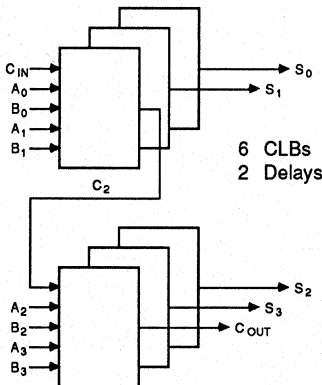 C_IN
A_0
B_0
A_1
B_1
S_0
S_1
6 CLBs
2 Delays
C_2
A_2
B_2
A_3
B_3
S_2
S_3
C_OUT